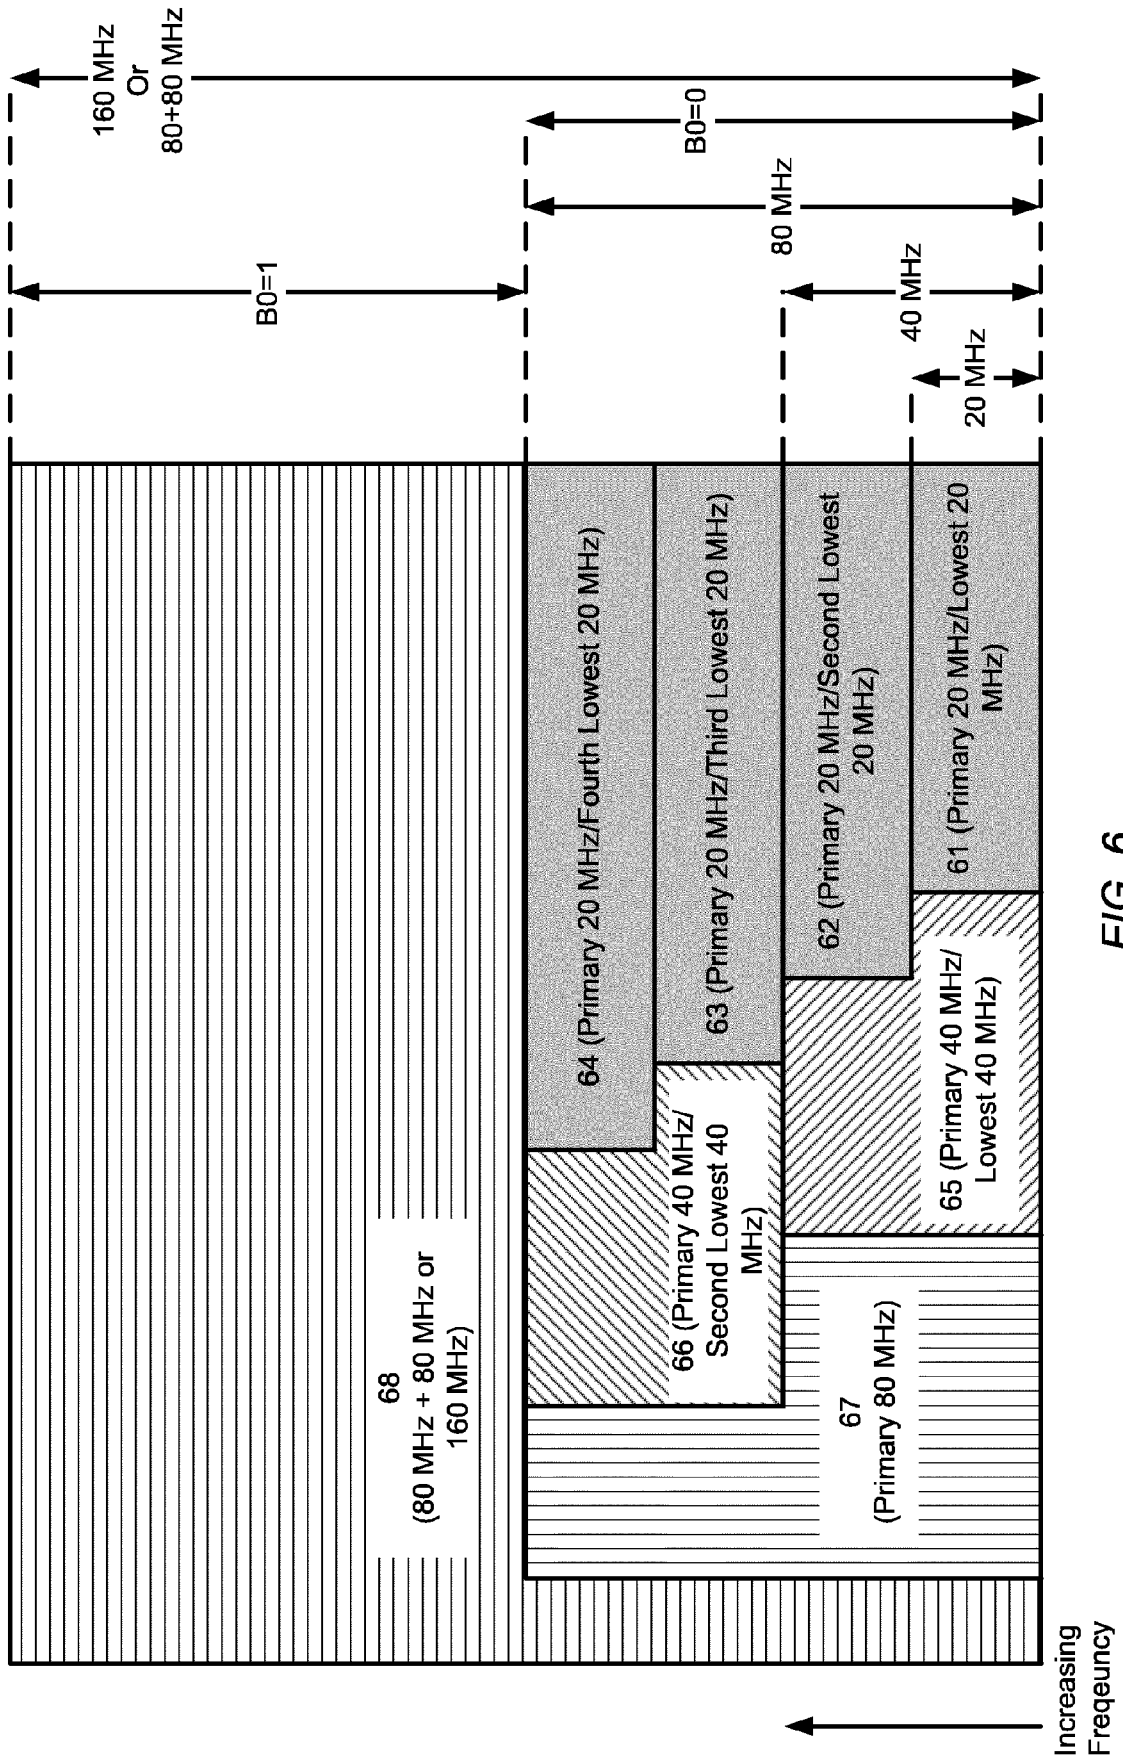 160 MHz
Or
80+80 MHz
B0=1
68
(80 MHz + 80 MHz or
160 MHz)
64 (Primary 20 MHz/Fourth Lowest 20 MHz)
B0=0
66 (Primary 40 MHz/
Second Lowest 40
MHz)
63 (Primary 20 MHz/Third Lowest 20 MHz)
80 MHz
67
(Primary 80 MHz)
62 (Primary 20 MHz/Second Lowest
20 MHz)
40 MHz
65 (Primary 40 MHz/
Lowest 40 MHz)
61 (Primary 20 MHz/Lowest 20
MHz)
20 MHz
Increasing
Freqeuncy
FIG. 6